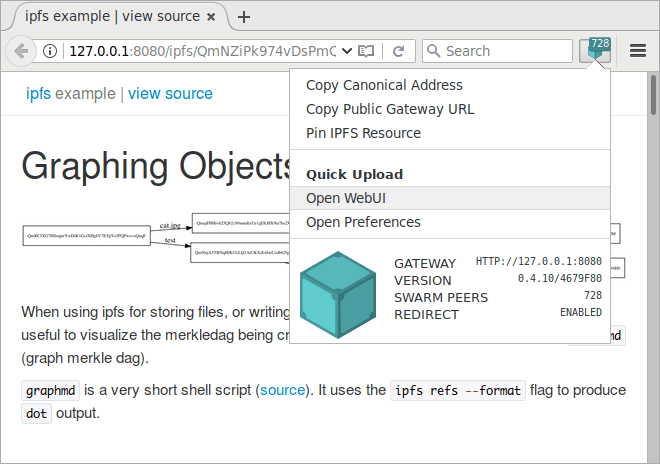 ipfs example | view source
127.0.0.1:8080/ipfs/QmNZiPk974vDsPmQ
Search
728
ipfs example | view source
Copy Canonical Address
Copy Public Gateway URL
Pin IPFS Resource
Graphing Objects
Quick Upload
Open WebUI
Open Preferences
cat.jpg
test
GATEWAY HTTP://127.0.0.1:8080
VERSION 0.4.10/4679F80
SWARM PEERS 728
REDIRECT ENABLED
When using ipfs for storing files, or writing
useful to visualize the merkledag being
(graph merkle dag).
graphmd is a very short shell script (source). It uses the ipfs refs --format flag to produce
dot output.